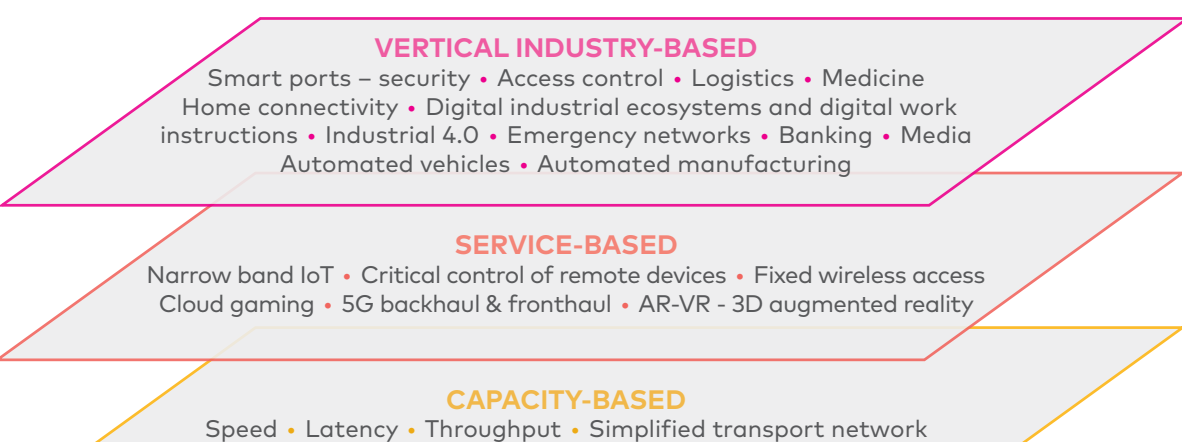 VERTICAL INDUSTRY-BASED
Smart ports – security • Access control • Logistics • Medicine
Home connectivity • Digital industrial ecosystems and digital work
instructions • Industrial 4.0 • Emergency networks • Banking • Media
Automated vehicles • Automated manufacturing
SERVICE-BASED
Narrow band IoT • Critical control of remote devices • Fixed wireless access
Cloud gaming • 5G backhaul & fronthaul • AR-VR - 3D augmented reality
CAPACITY-BASED
Speed • Latency • Throughput • Simplified transport network